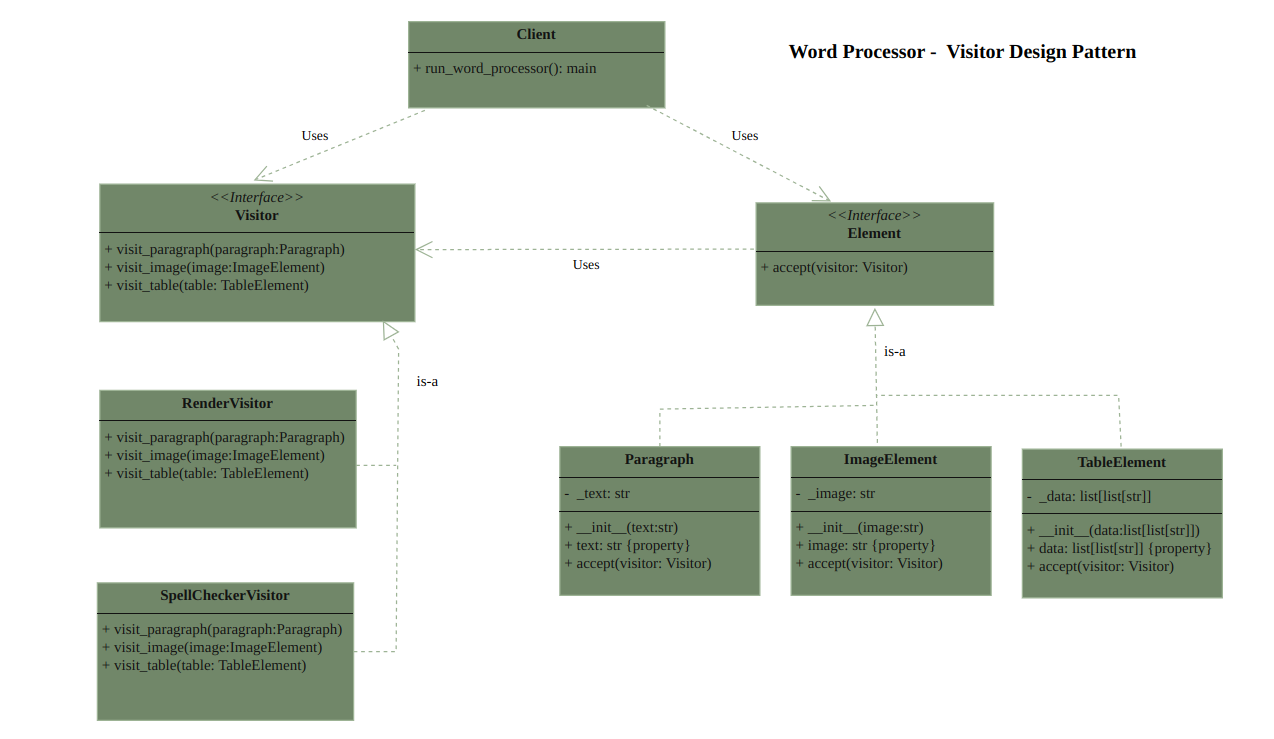 Client
+ run_word_processor(): main
Word Processor -  Visitor Design Pattern
Uses
Uses
<<Interface>>
Visitor
+ visit_paragraph(paragraph:Paragraph)
+ visit_image(image:ImageElement)
+ visit_table(table: TableElement)
<<Interface>>
Element
+ accept(visitor: Visitor)
Uses
is-a
is-a
RenderVisitor
+ visit_paragraph(paragraph:Paragraph)
+ visit_image(image:ImageElement)
+ visit_table(table: TableElement)
Paragraph
-  _text: str
+ __init__(text:str)
+ text: str {property}
+ accept(visitor: Visitor)
ImageElement
-  _image: str
+ __init__(image:str)
+ image: str {property}
+ accept(visitor: Visitor)
TableElement
-  _data: list[list[str]]
+ __init__(data:list[list[str]])
+ data: list[list[str]] {property}
+ accept(visitor: Visitor)
SpellCheckerVisitor
+ visit_paragraph(paragraph:Paragraph)
+ visit_image(image:ImageElement)
+ visit_table(table: TableElement)